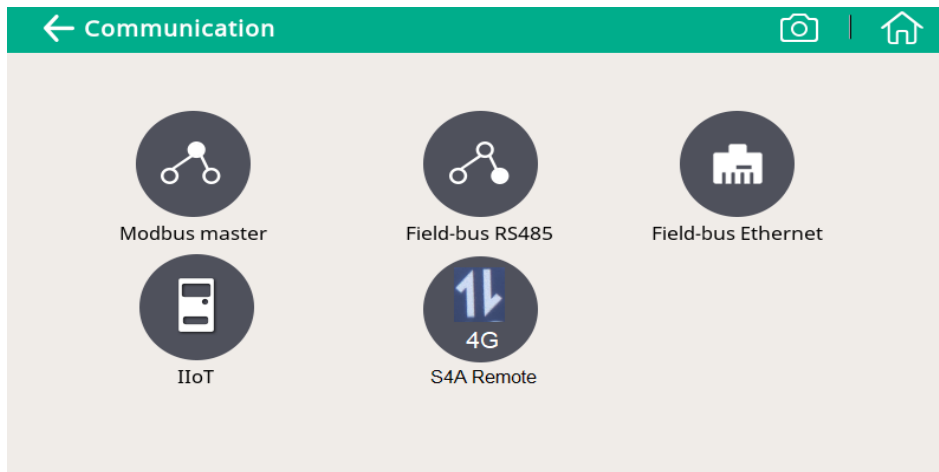 Communication
Modbus master
Field-bus RS485
Field-bus Ethernet
IIoT
4G
S4A Remote